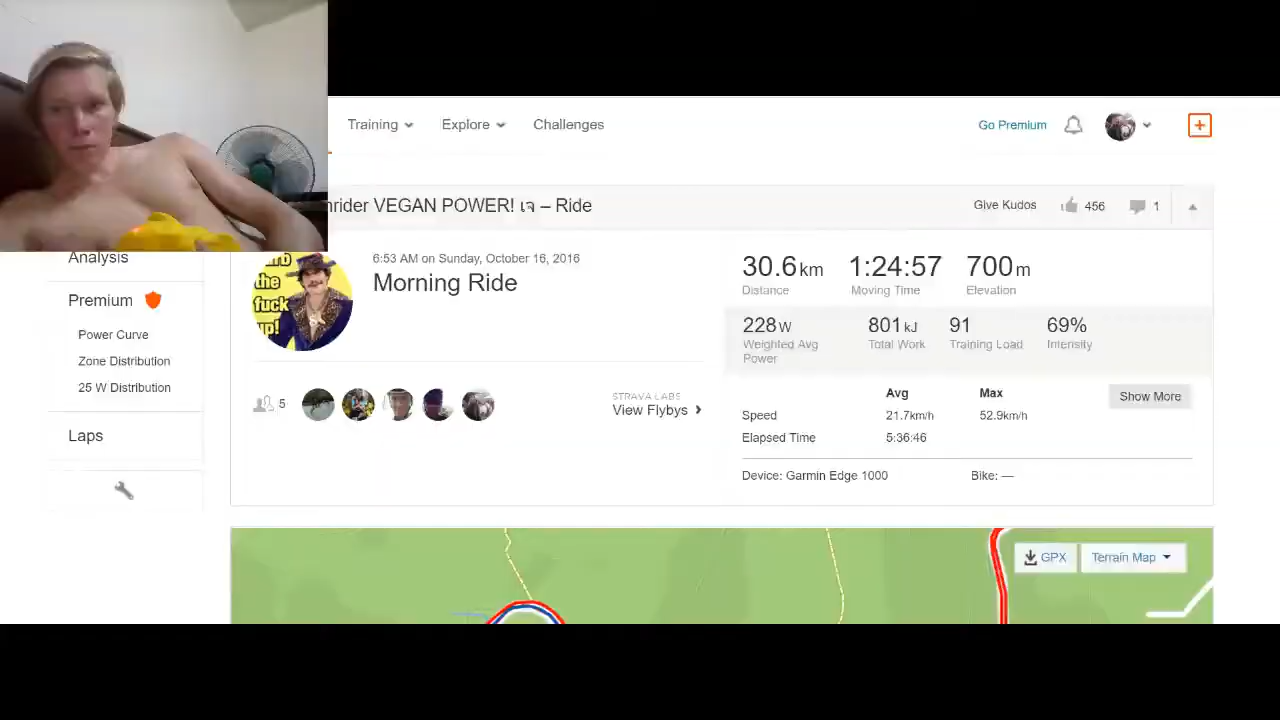 Training
Explore
Challenges
Go Premium
nrider VEGAN POWER! เจ – Ride
Give Kudos
456
1
Analysis
Premium
Power Curve
Zone Distribution
25 W Distribution
Laps
the
fuck
up!
6:53 AM on Sunday, October 16, 2016
Morning Ride
5
STRAVA LABS
View Flybys
30.6km
1:24:57
700m
Distance
Moving Time
Elevation
228W
801kJ
91
69%
Weighted Avg
Power
Total Work
Training Load
Intensity
Avg
Max
Show More
Speed
21.7km/h
52.9km/h
Elapsed Time
5:36:46
Device: Garmin Edge 1000
Bike: —
GPX
Terrain Map